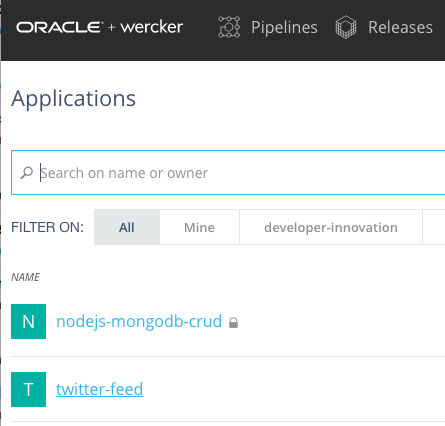 ORACLE + wercker Pipelines Releases
Applications
Search on name or owner
FILTER ON: All Mine developer-innovation
NAME
N nodejs-mongodb-crud
T twitter-feed